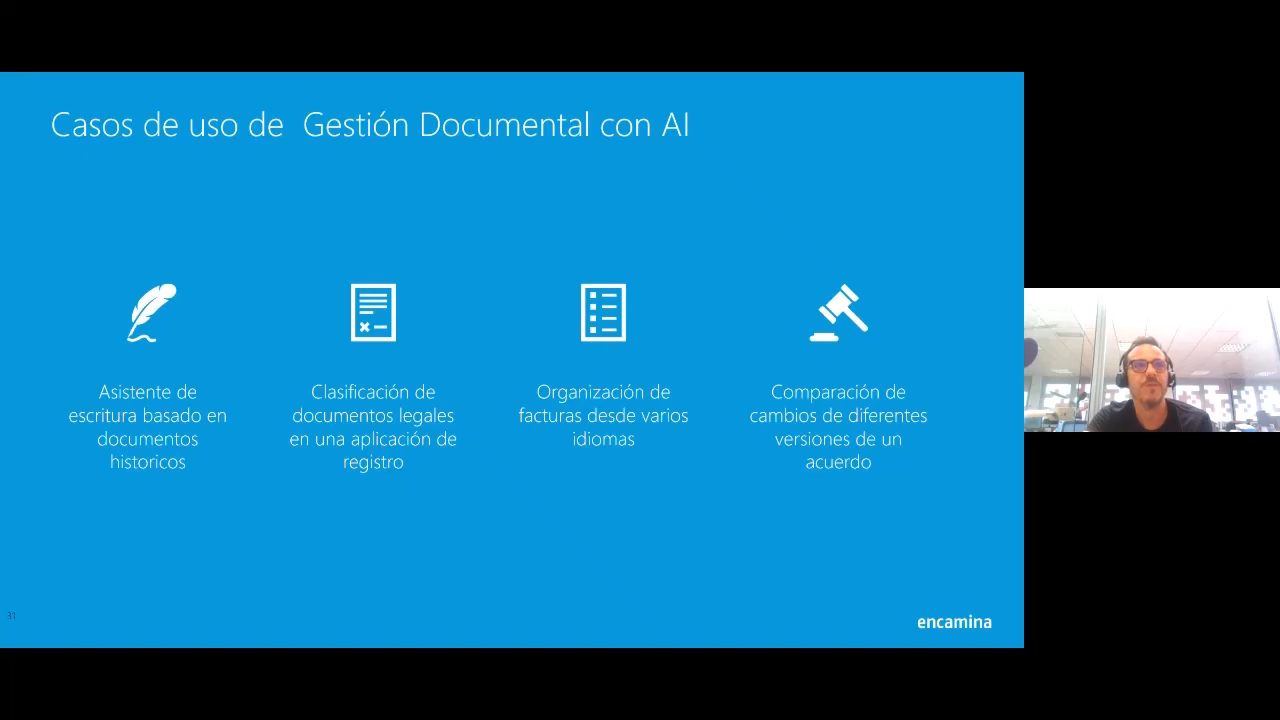 Casos de uso de  Gestión Documental con AI
Asistente de
escritura basado en
documentos
historicos
Clasificación de
documentos legales
en una aplicación de
registro
Organización de
facturas desde varios
idiomas
Comparación de
cambios de diferentes
versiones de un
acuerdo
encamina